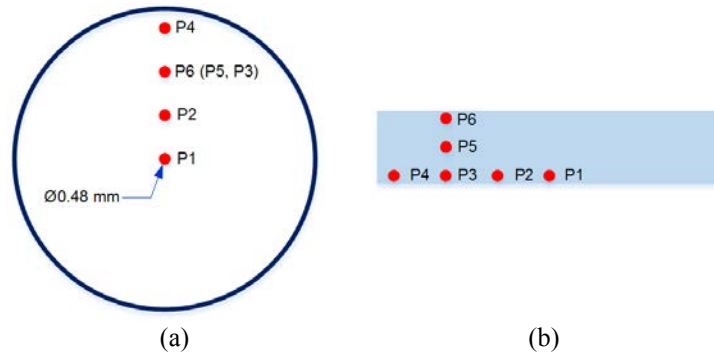 P4
P6 (P5, P3)
P2
P1
Ø0.48 mm
(a)
P6
P5
P4 P3 P2 P1
(b)